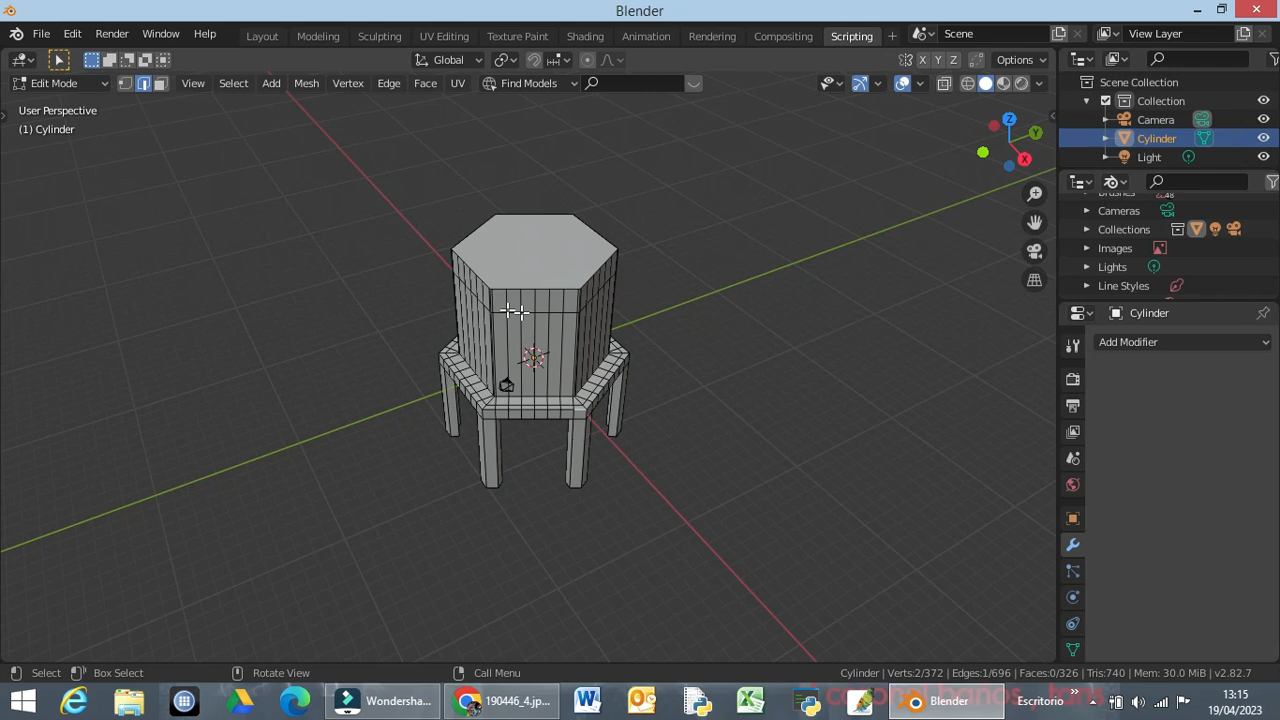 Blender
File Edit Render Window Help Layout Modeling Sculpting UV Editing Texture Paint Shading Animation Rendering Compositing Scripting Scene View Layer
Global X Y Z Options
Edit Mode View Select Add Mesh Vertex Edge Face UV Find Models
User Perspective
(1) Cylinder
Z
Y
X
Scene Collection
Collection
Camera
Cylinder
Light
Cameras
Collections
Images
Lights
Line Styles
Cylinder
Add Modifier
Select Box Select Rotate View Call Menu Cylinder | Verts:2/372 | Edges:1/696 | Faces:0/326 | Tris:740 | Mem: 30.0 MiB | v2.82.7
Wondersha... 190446_4.jp... Blender Escritorio
13:15
19/04/2023